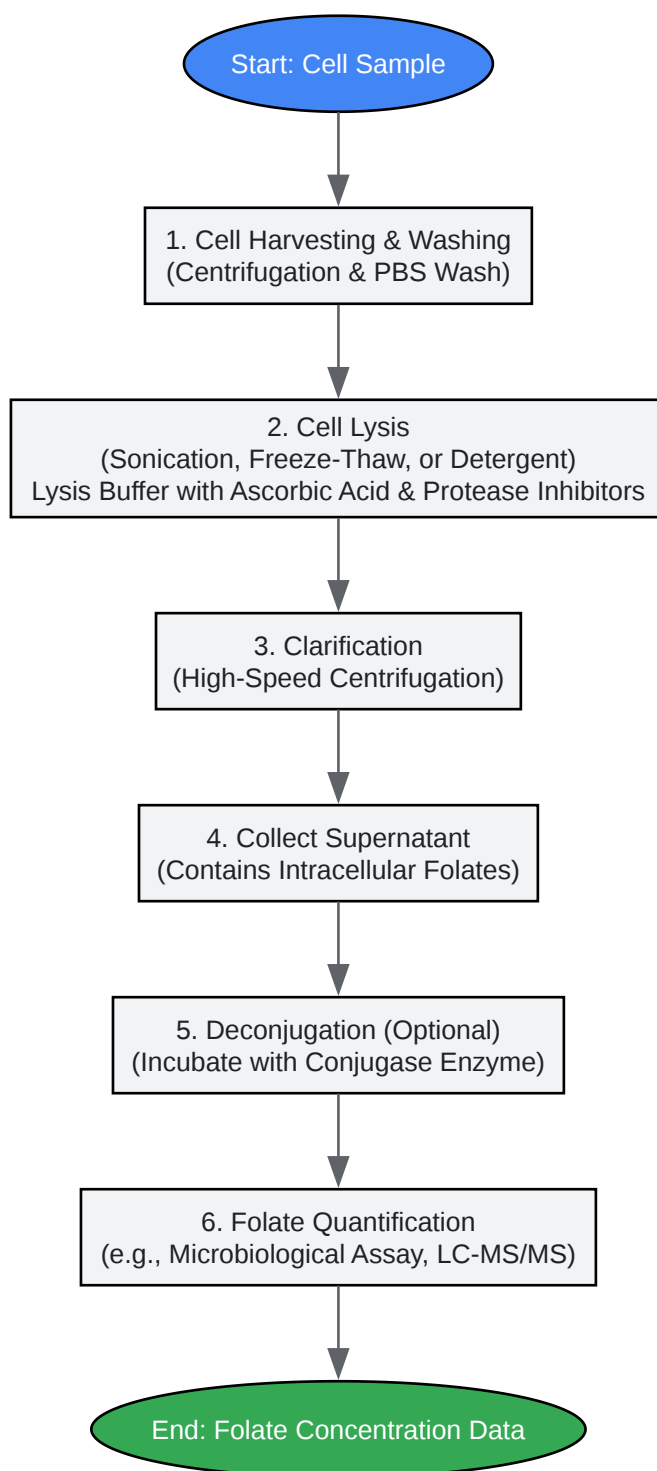 Start: Cell Sample
1. Cell Harvesting & Washing
(Centrifugation & PBS Wash)
2. Cell Lysis
(Sonication, Freeze-Thaw, or Detergent)
Lysis Buffer with Ascorbic Acid & Protease Inhibitors
3. Clarification
(High-Speed Centrifugation)
4. Collect Supernatant
(Contains Intracellular Folates)
5. Deconjugation (Optional)
(Incubate with Conjugase Enzyme)
6. Folate Quantification
(e.g., Microbiological Assay, LC-MS/MS)
End: Folate Concentration Data